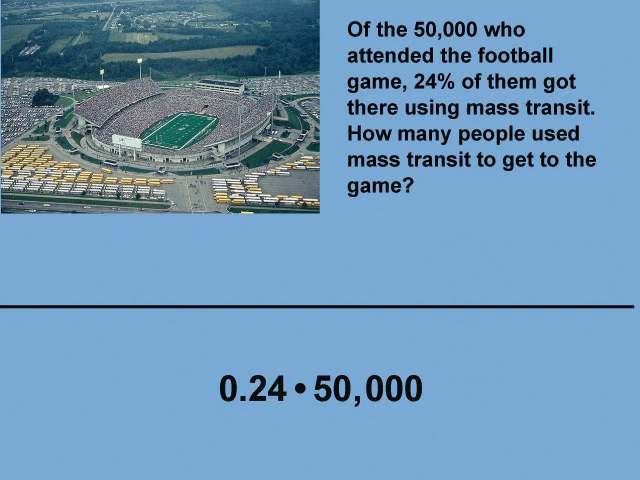 Of the 50,000 who
attended the football
game, 24% of them got
there using mass transit.
How many people used
mass transit to get to the
game?
0.24 • 50,000